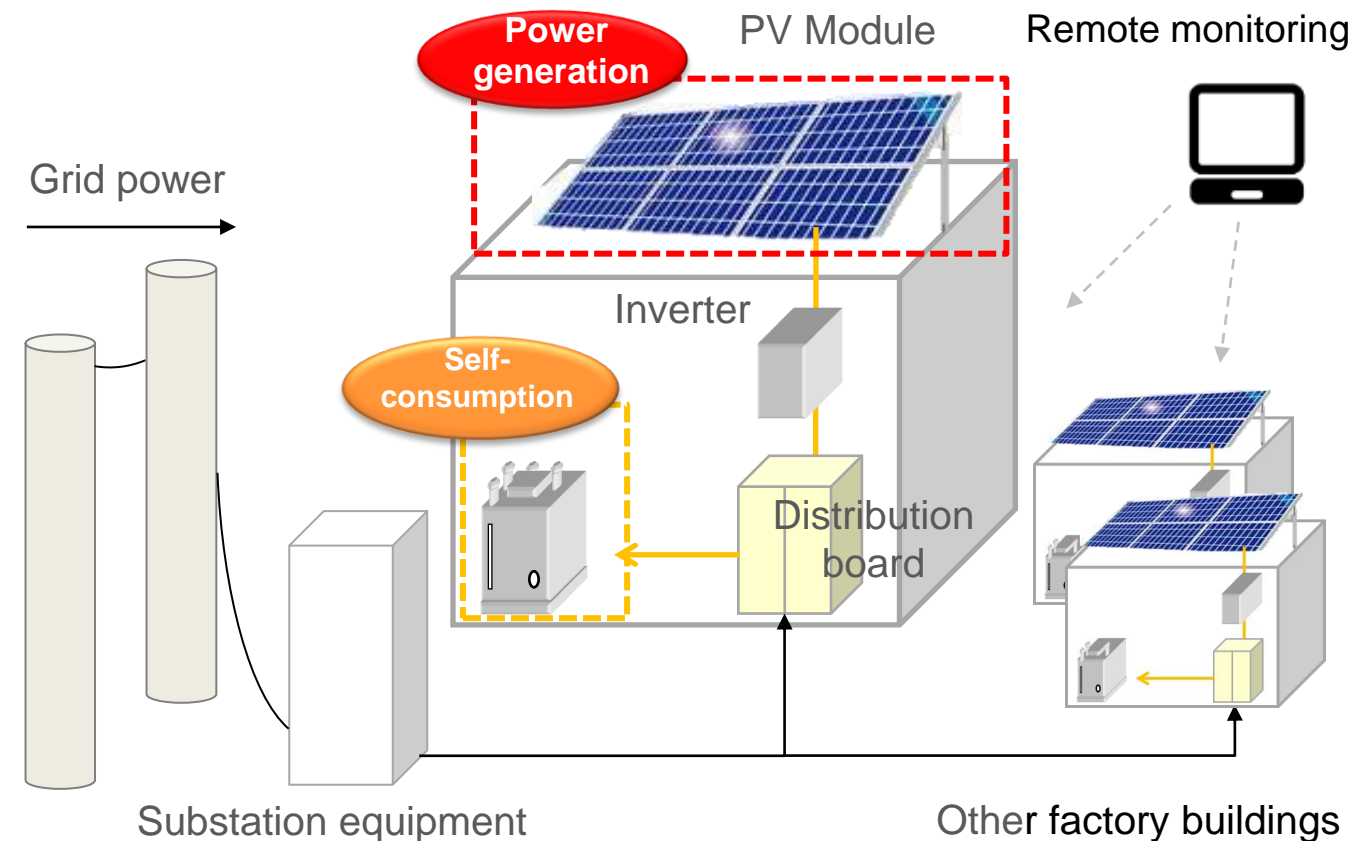 Power
generation
PV Module
Remote monitoring
Grid power
Inverter
Self-
consumption
Distribution
board
Substation equipment
Other factory buildings